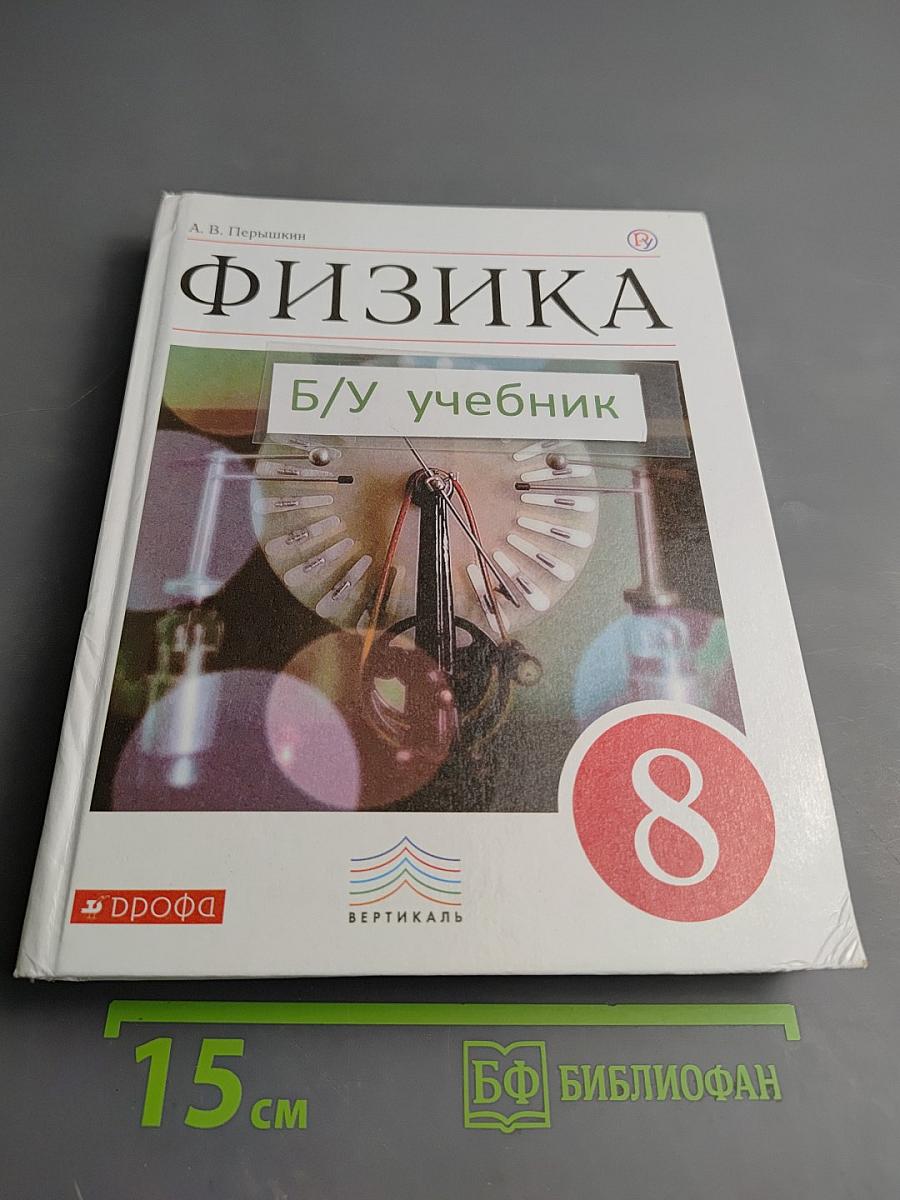 А. В. Перышкин
ФИЗИКА
Б/У учебник
8
ДРОФА
ВЕРТИКАЛЬ
15 см
БФ БИБЛИОФАН